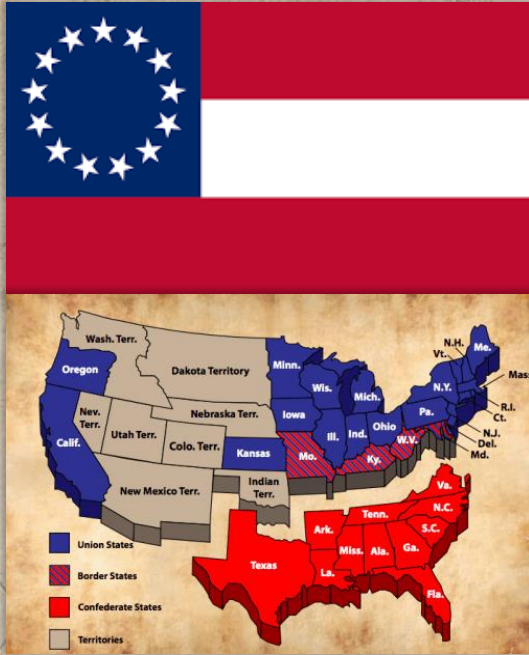 Wash. Terr.
Oregon
Dakota Territory
Minn.
Wis.
Mich.
N.H.
Vt.
Me.
Mass
N.Y.
R.I.
Ct.
Nev.
Terr.
Nebraska Terr.
Iowa
Pa.
N.J.
Del.
Md.
Calif.
Utah Terr.
Colo. Terr.
Kansas
Ill.
Ind.
Ohio
Mo.
Ky.
W.V.
New Mexico Terr.
Indian
Terr.
Va.
N.C.
Tenn.
S.C.
Ark.
Texas
La.
Miss.
Ala.
Ga.
Fla.
Union States
Border States
Confederate States
Territories